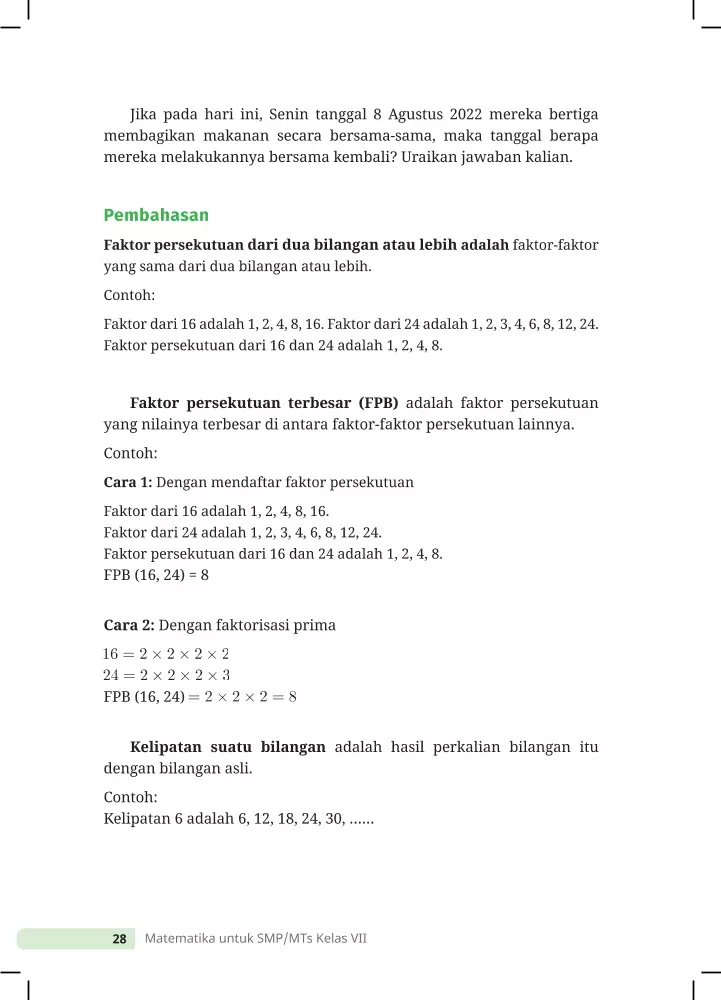 Jika pada hari ini, Senin tanggal 8 Agustus 2022 mereka bertiga
membagikan makanan secara bersama-sama, maka tanggal berapa
mereka melakukannya bersama kembali? Uraikan jawaban kalian.
Pembahasan
Faktor persekutuan dari dua bilangan atau lebih adalah faktor-faktor
yang sama dari dua bilangan atau lebih.
Contoh:
Faktor dari 16 adalah 1, 2, 4, 8, 16. Faktor dari 24 adalah 1, 2, 3, 4, 6, 8, 12, 24.
Faktor persekutuan dari 16 dan 24 adalah 1, 2, 4, 8.
Faktor persekutuan terbesar (FPB) adalah faktor persekutuan
yang nilainya terbesar di antara faktor-faktor persekutuan lainnya.
Contoh:
Cara 1: Dengan mendaftar faktor persekutuan
Faktor dari 16 adalah 1, 2, 4, 8, 16.
Faktor dari 24 adalah 1, 2, 3, 4, 6, 8, 12, 24.
Faktor persekutuan dari 16 dan 24 adalah 1, 2, 4, 8.
FPB (16, 24) = 8
Cara 2: Dengan faktorisasi prima
16 = 2 × 2 × 2 × 2
24 = 2 × 2 × 2 × 3
FPB (16, 24) = 2 × 2 × 2 = 8
Kelipatan suatu bilangan adalah hasil perkalian bilangan itu
dengan bilangan asli.
Contoh:
Kelipatan 6 adalah 6, 12, 18, 24, 30, ......
28 Matematika untuk SMP/MTs Kelas VII